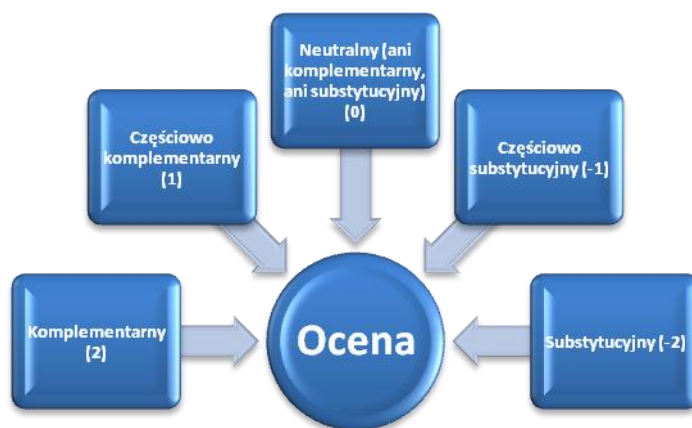 Neutralny (ani
komplementarny,
ani substytucyjny)
(0)
Częściowo
komplementarny
(1)
Częściowo
substytucyjny (-1)
Komplementarny
(2)
Ocena
Substytucyjny (-2)